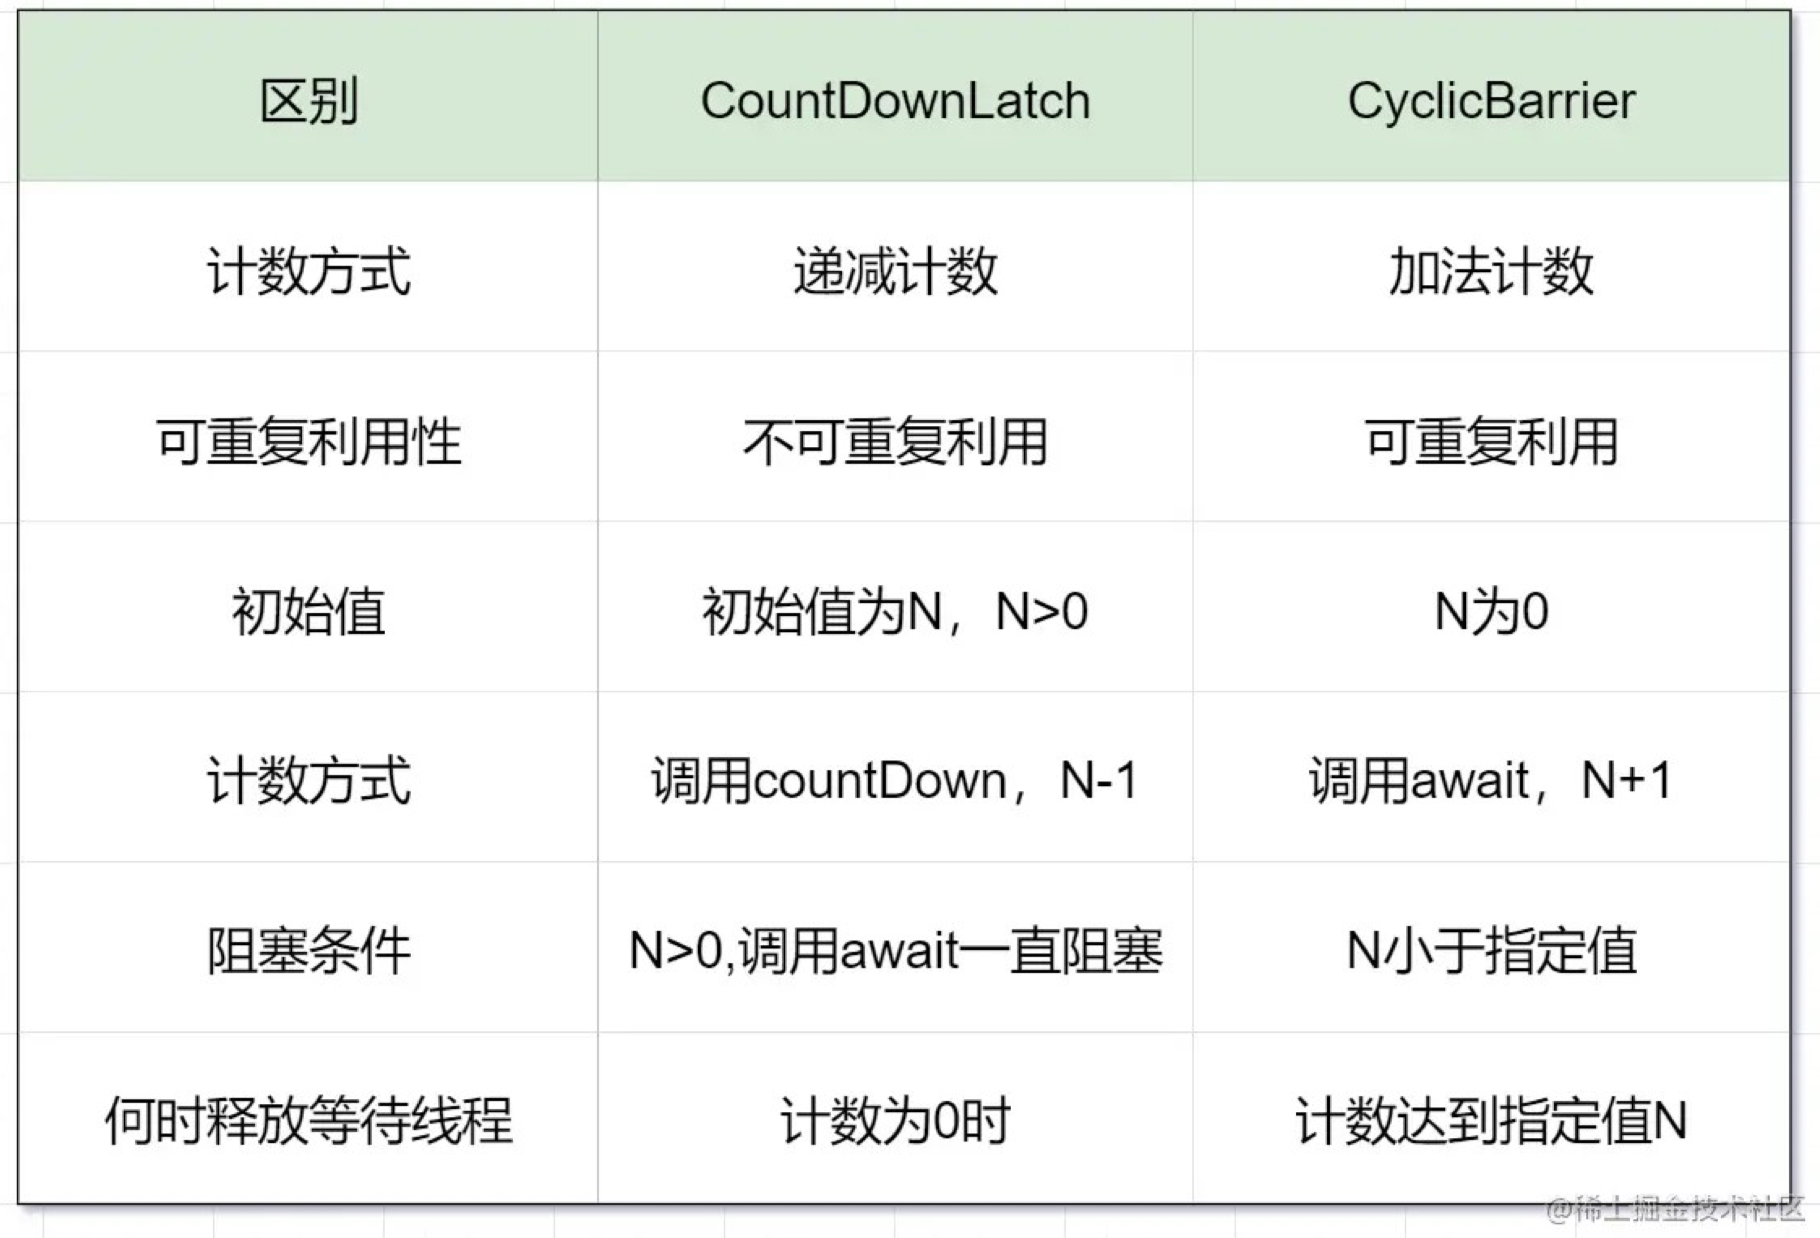 区别 CountDownLatch CyclicBarrier
计数方式 递减计数 加法计数
可重复利用性 不可重复利用 可重复利用
初始值 初始值为N，N>0 N为0
计数方式 调用countDown，N-1 调用await，N+1
阻塞条件 N>0,调用await一直阻塞 N小于指定值
何时释放等待线程 计数为0时 计数达到指定值N
@稀土掘金技术社区